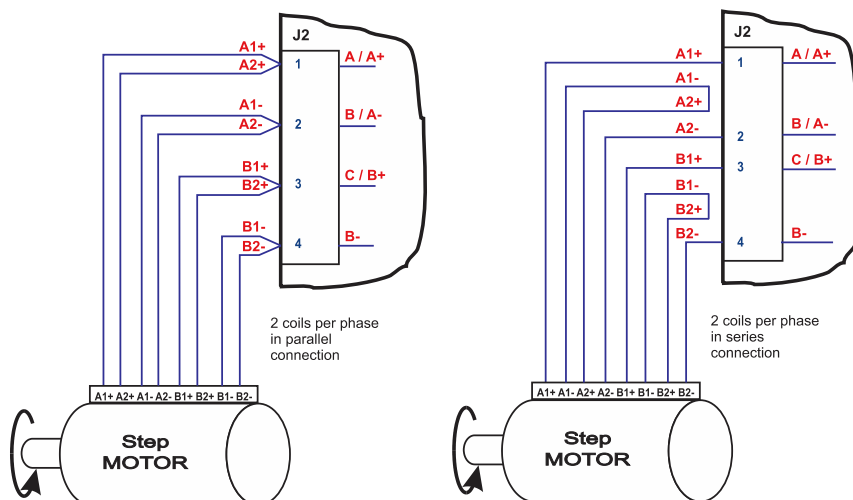 J2
A1+
A2+
1
A / A+
A1-
A2-
2
B / A-
B1+
B2+
3
C / B+
B1-
B2-
4
B-
2 coils per phase
in parallel
connection
A1+ A2+ A1- A2- B1+ B2+ B1- B2-
Step
MOTOR
J2
A1+
1
A / A+
A1-
A2+
A2-
2
B / A-
B1+
3
C / B+
B1-
B2+
B2-
4
B-
2 coils per phase
in series
connection
A1+ A1- A2+ A2- B1+ B1- B2+ B2-
Step
MOTOR